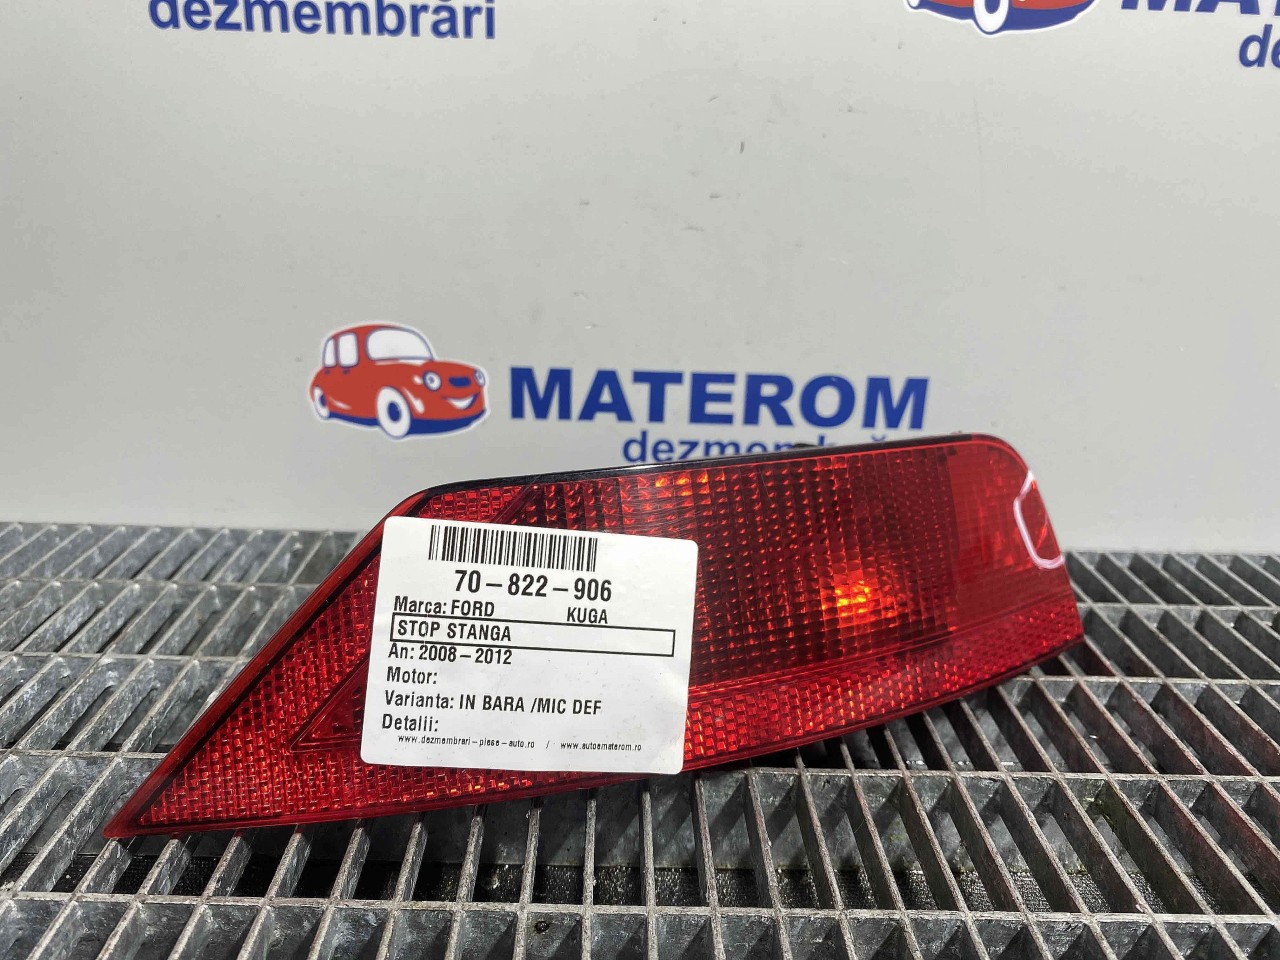 dezmembrări
MATEROM
MATEROM
dezmembrări
70-822-906
Marca: FORD KUGA
STOP STANGA
An: 2008-2012
Motor:
Varianta: IN BARA /MIC DEF
Detalii:
www.dezmembrari-piese-auto.ro / www.autoematerom.ro